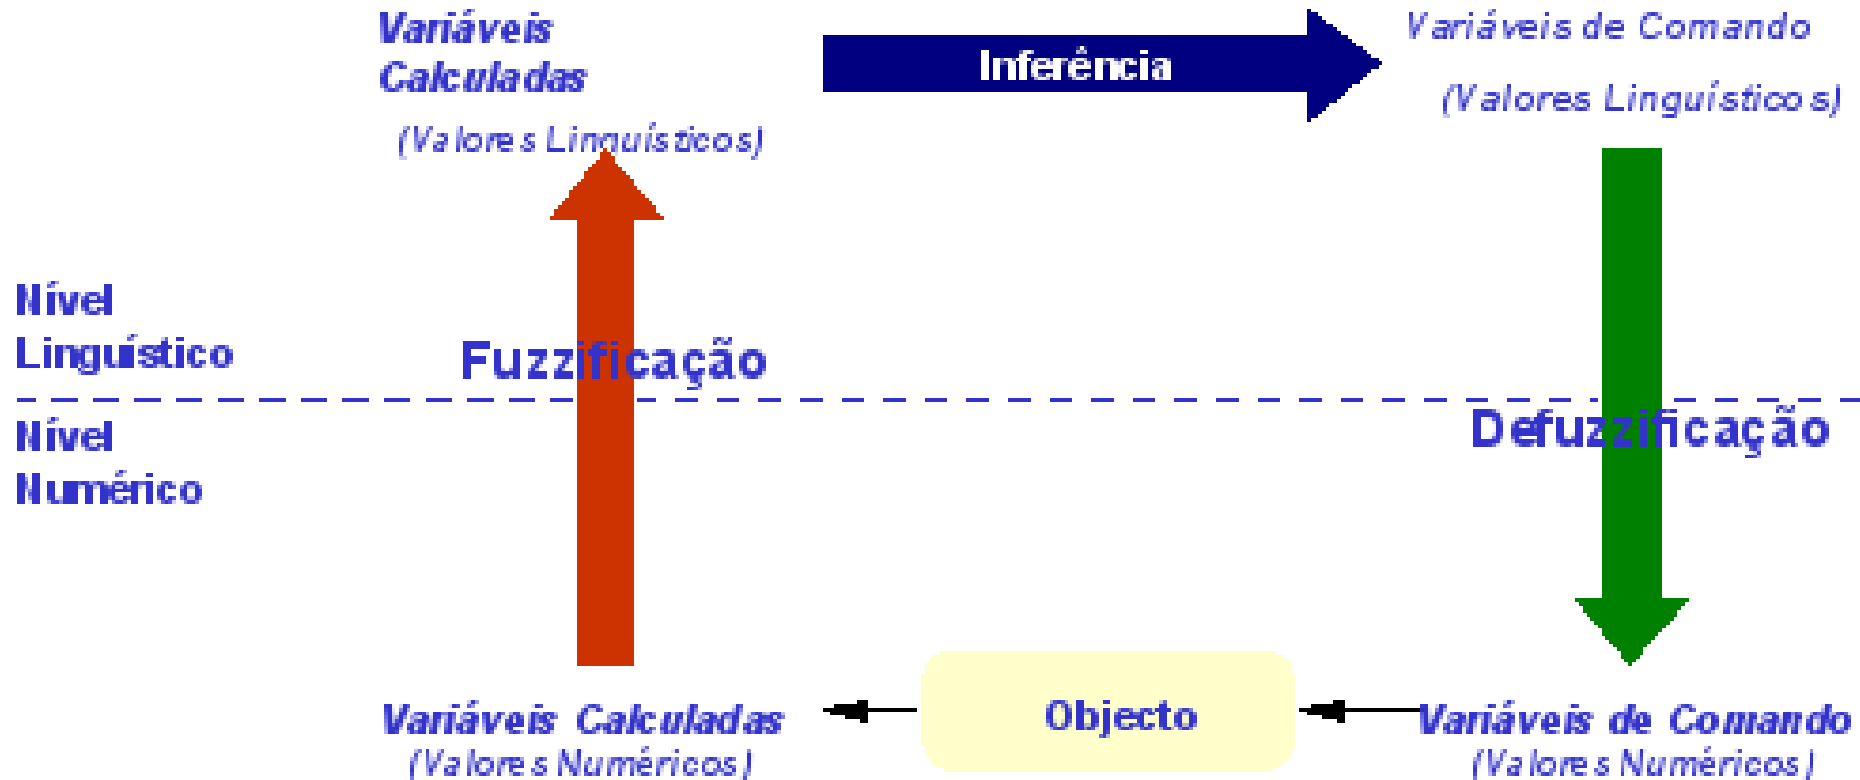 Variáveis
Calculadas
(Valores Linguísticos)
Inferência
Variáveis de Comando
(Valores Linguísticos)
Nível
Linguístico
Fuzzificação
Nível
Numérico
Defuzzificação
Variáveis Calculadas
(Valores Numéricos)
Objecto
Variáveis de Comando
(Valores Numéricos)